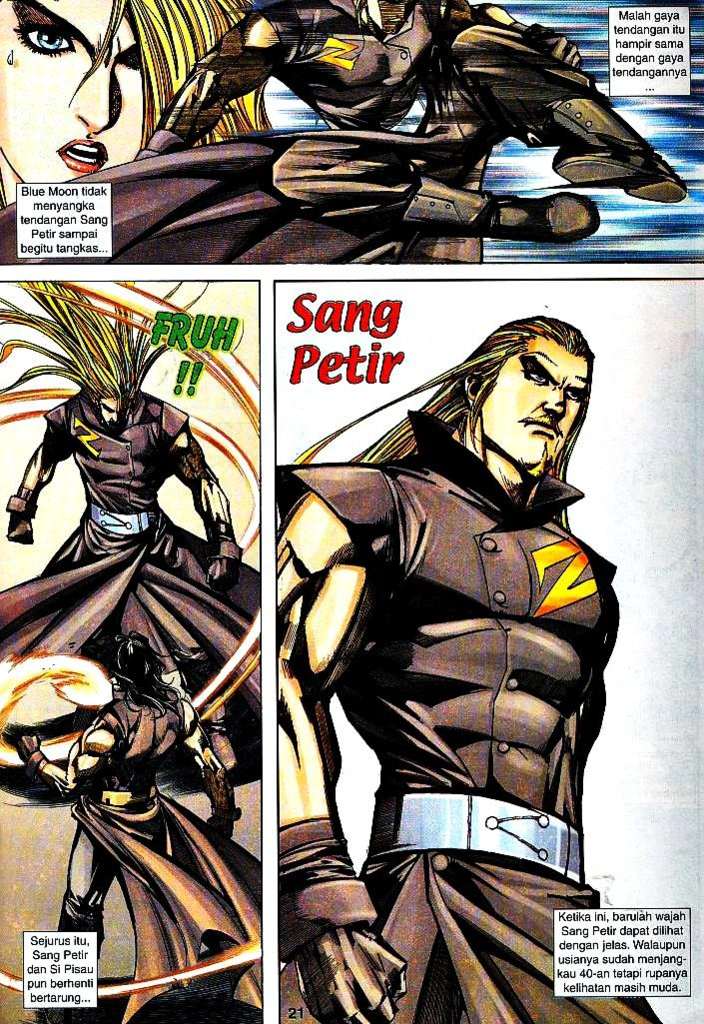 Blue Moon tidak
menyangka
tendangan Sang
Petir sampai
begitu tangkas...
Malah gaya
tendangan itu
hampir sama
dengan gaya
tendangannya
...
Z
FRUH
!!
Z
Sejurus itu,
Sang Petir
dan Si Pisau
pun berhenti
bertarung...
Sang
Petir
Z
Ketika ini, barulah wajah
Sang Petir dapat dilihat
dengan jelas. Walaupun
usianya sudah menjang-
kau 40-an tetapi rupanya
kelihatan masih muda.
21